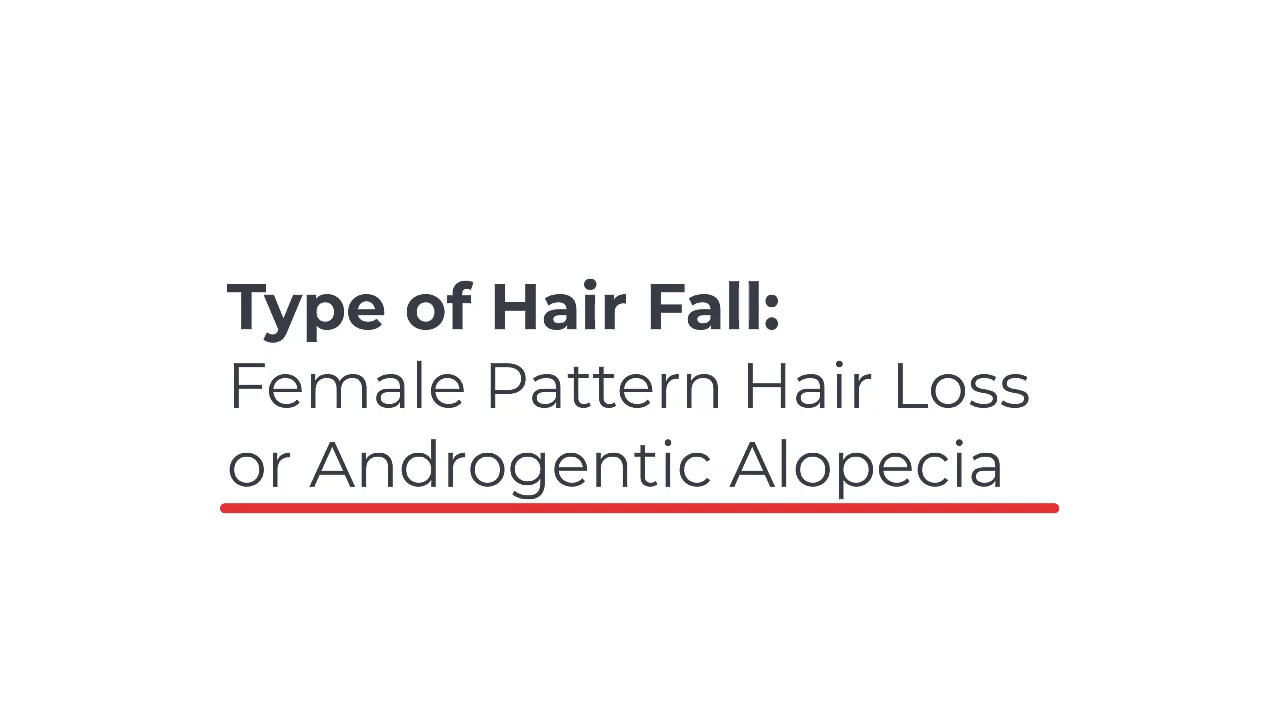 Type of Hair Fall:
Female Pattern Hair Loss
or Androgentic Alopecia